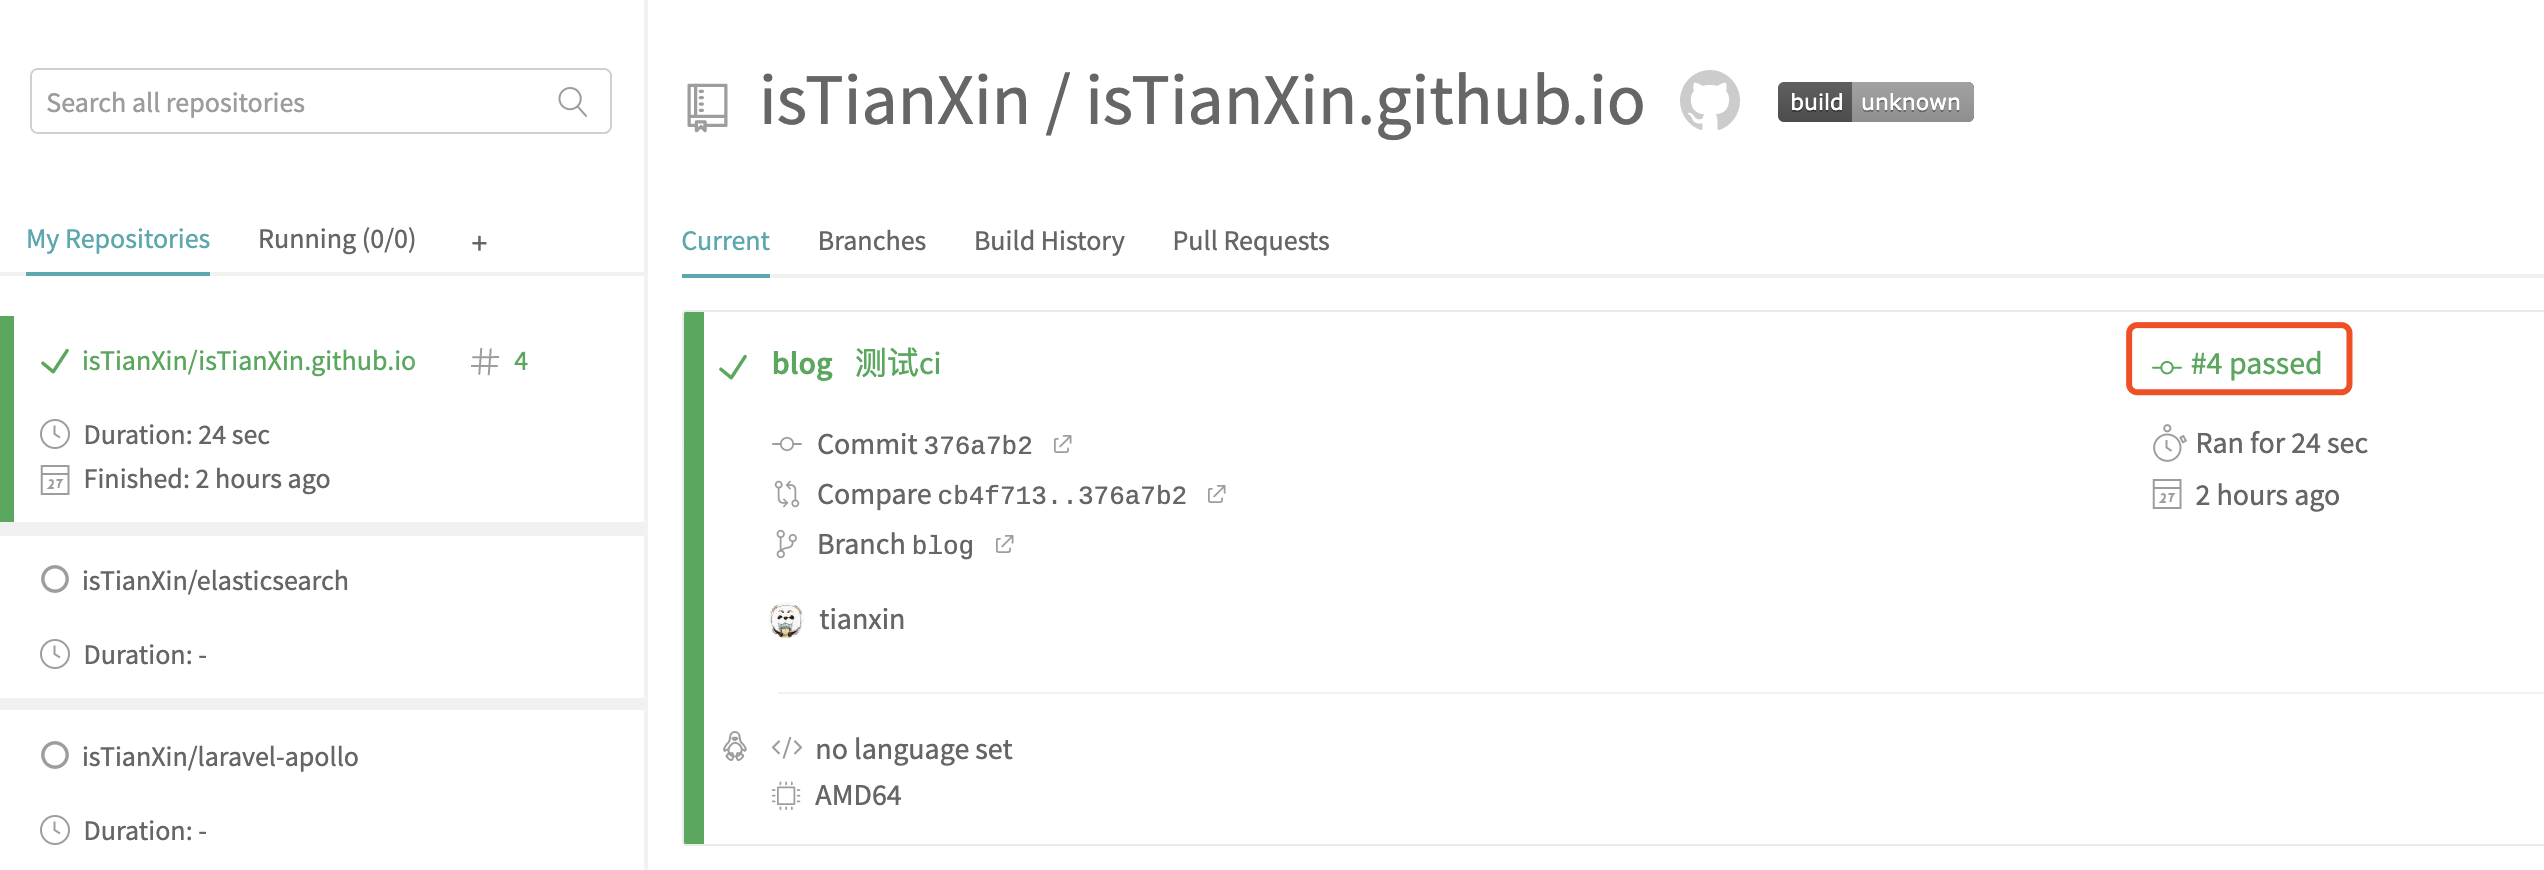 Search all repositories
My Repositories Running (0/0) +
isTianXin/isTianXin.github.io # 4
Duration: 24 sec
27 Finished: 2 hours ago
isTianXin/elasticsearch
Duration: -
isTianXin/laravel-apollo
Duration: -
isTianXin / isTianXin.github.io build unknown
Current Branches Build History Pull Requests
blog 测试ci
Commit 376a7b2
Compare cb4f713..376a7b2
Branch blog
tianxin
</> no language set
AMD64
#4 passed
Ran for 24 sec
27 2 hours ago